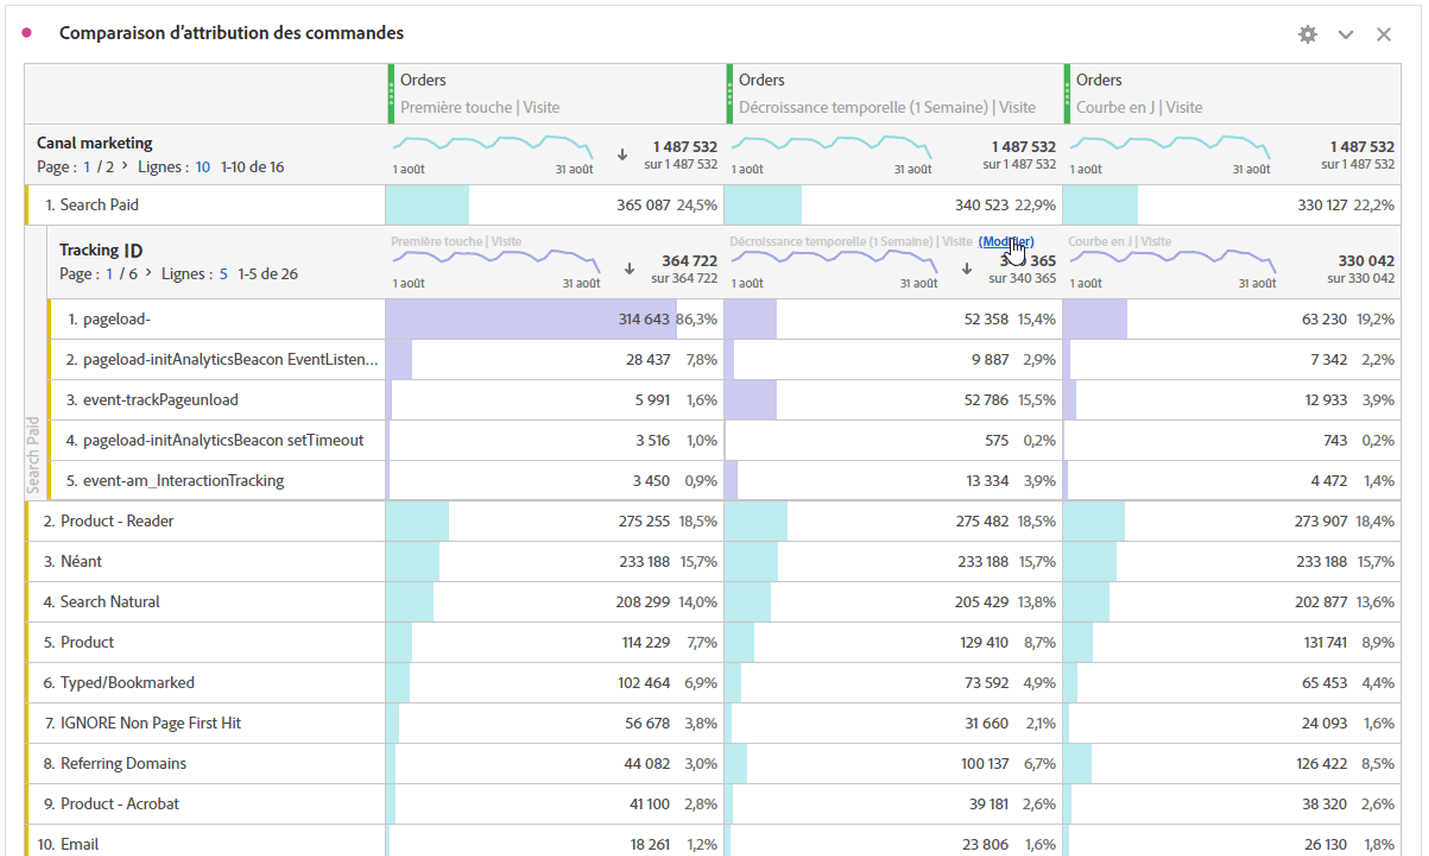 Comparaison d'attribution des commandes
Orders Orders Orders
Première touche | Visite Décroissance temporelle (1 Semaine) | Visite Courbe en J | Visite
Canal marketing 1 487 532 1 487 532 1 487 532
Page : 1 / 2 > Lignes : 10 1-10 de 16 1 août 31 août sur 1 487 532 1 août 31 août sur 1 487 532 1 août 31 août sur 1 487 532
1. Search Paid 365 087 24,5% 340 523 22,9% 330 127 22,2%
Première touche | Visite Décroissance temporelle (1 Semaine) | Visite Courbe en J | Visite
Tracking ID 364 722 365 330 042
Page : 1 / 6 > Lignes : 5 1-5 de 26 1 août 31 août sur 364 722 1 août 31 août sur 340 365 1 août 31 août sur 330 042
Search Paid
1. pageload- 314 643 86,3% 52 358 15,4% 63 230 19,2%
2. pageload-initAnalyticsBeacon EventListen... 28 437 7,8% 9 887 2,9% 7 342 2,2%
3. event-trackPageunload 5 991 1,6% 52 786 15,5% 12 933 3,9%
4. pageload-initAnalyticsBeacon setTimeout 3 516 1,0% 575 0,2% 743 0,2%
5. event-am_InteractionTracking 3 450 0,9% 13 334 3,9% 4 472 1,4%
2. Product - Reader 275 255 18,5% 275 482 18,5% 273 907 18,4%
3. Néant 233 188 15,7% 233 188 15,7% 233 188 15,7%
4. Search Natural 208 299 14,0% 205 429 13,8% 202 877 13,6%
5. Product 114 229 7,7% 129 410 8,7% 131 741 8,9%
6. Typed/Bookmarked 102 464 6,9% 73 592 4,9% 65 453 4,4%
7. IGNORE Non Page First Hit 56 678 3,8% 31 660 2,1% 24 093 1,6%
8. Referring Domains 44 082 3,0% 100 137 6,7% 126 422 8,5%
9. Product - Acrobat 41 100 2,8% 39 181 2,6% 38 320 2,6%
10. Email 18 261 1,2% 23 806 1,6% 26 130 1,8%